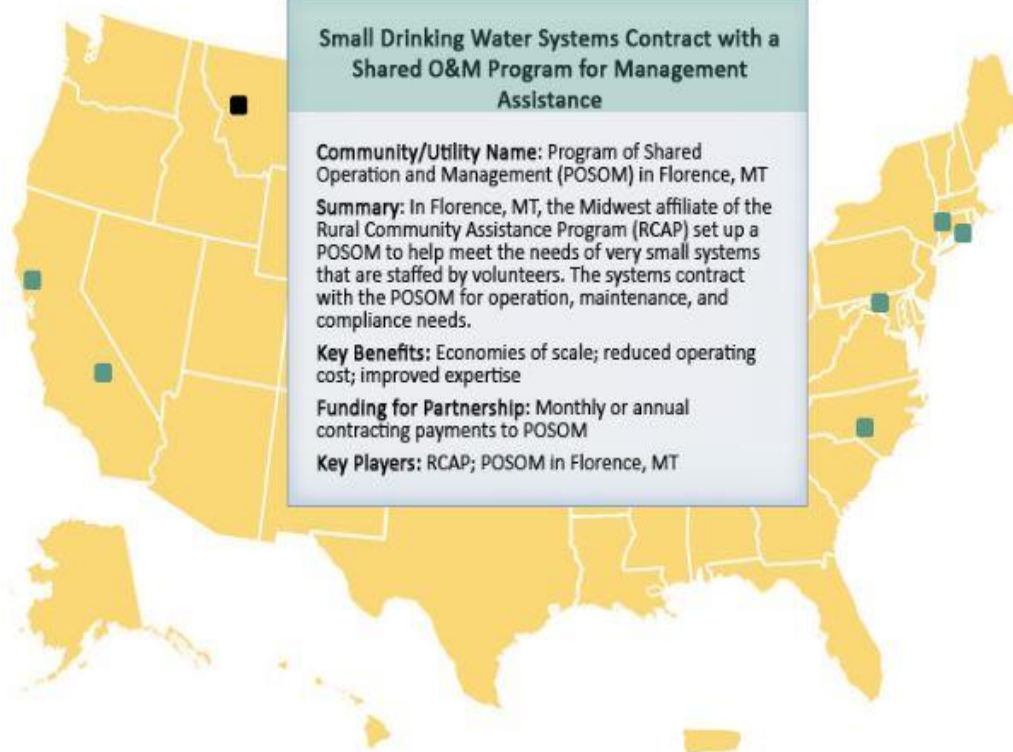 Small Drinking Water Systems Contract with a
Shared O&M Program for Management
Assistance
Community/Utility Name: Program of Shared
Operation and Management (POSOM) in Florence, MT
Summary: In Florence, MT, the Midwest affiliate of the
Rural Community Assistance Program (RCAP) set up a
POSOM to help meet the needs of very small systems
that are staffed by volunteers. The systems contract
with the POSOM for operation, maintenance, and
compliance needs.
Key Benefits: Economies of scale; reduced operating
cost; improved expertise
Funding for Partnership: Monthly or annual
contracting payments to POSOM
Key Players: RCAP; POSOM in Florence, MT